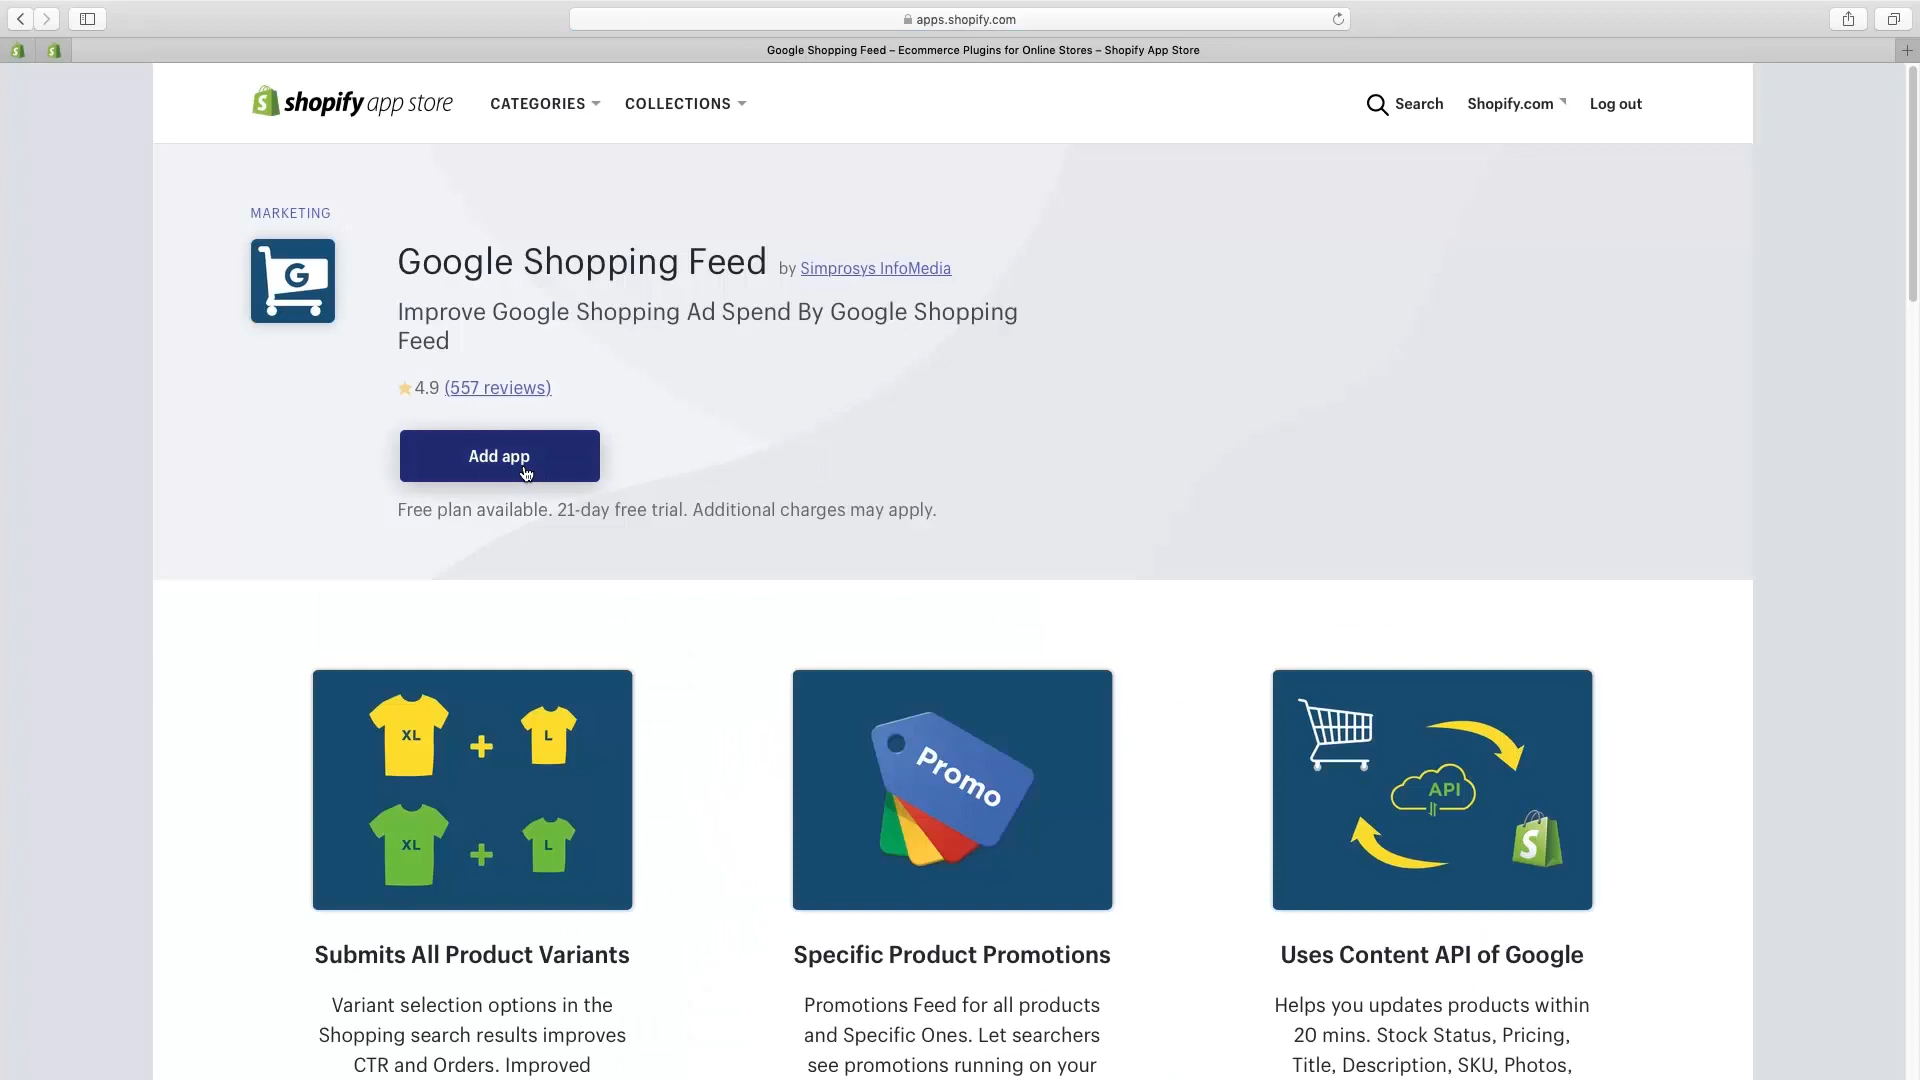 apps.shopify.com
Google Shopping Feed – Ecommerce Plugins for Online Stores – Shopify App Store
shopify app store
CATEGORIES
COLLECTIONS
Search
Shopify.com
Log out
MARKETING
G
Google Shopping Feed by Simprosys InfoMedia
Improve Google Shopping Ad Spend By Google Shopping
Feed
4.9 (557 reviews)
Add app
Free plan available. 21-day free trial. Additional charges may apply.
XL + L
XL + L
Promo
API
S
Submits All Product Variants
Variant selection options in the
Shopping search results improves
CTR and Orders. Improved
Specific Product Promotions
Promotions Feed for all products
and Specific Ones. Let searchers
see promotions running on your
Uses Content API of Google
Helps you updates products within
20 mins. Stock Status, Pricing,
Title, Description, SKU, Photos,